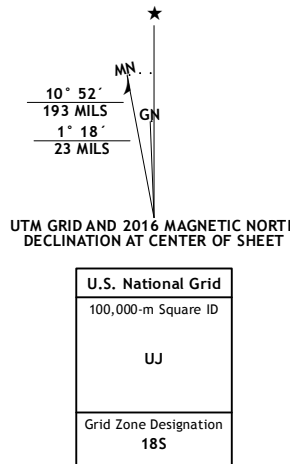 MN
10° 52´
193 MILS
GN
1° 18´
23 MILS
UTM GRID AND 2016 MAGNETIC NORTH
DECLINATION AT CENTER OF SHEET
U.S. National Grid
100,000-m Square ID
UJ
Grid Zone Designation
18S